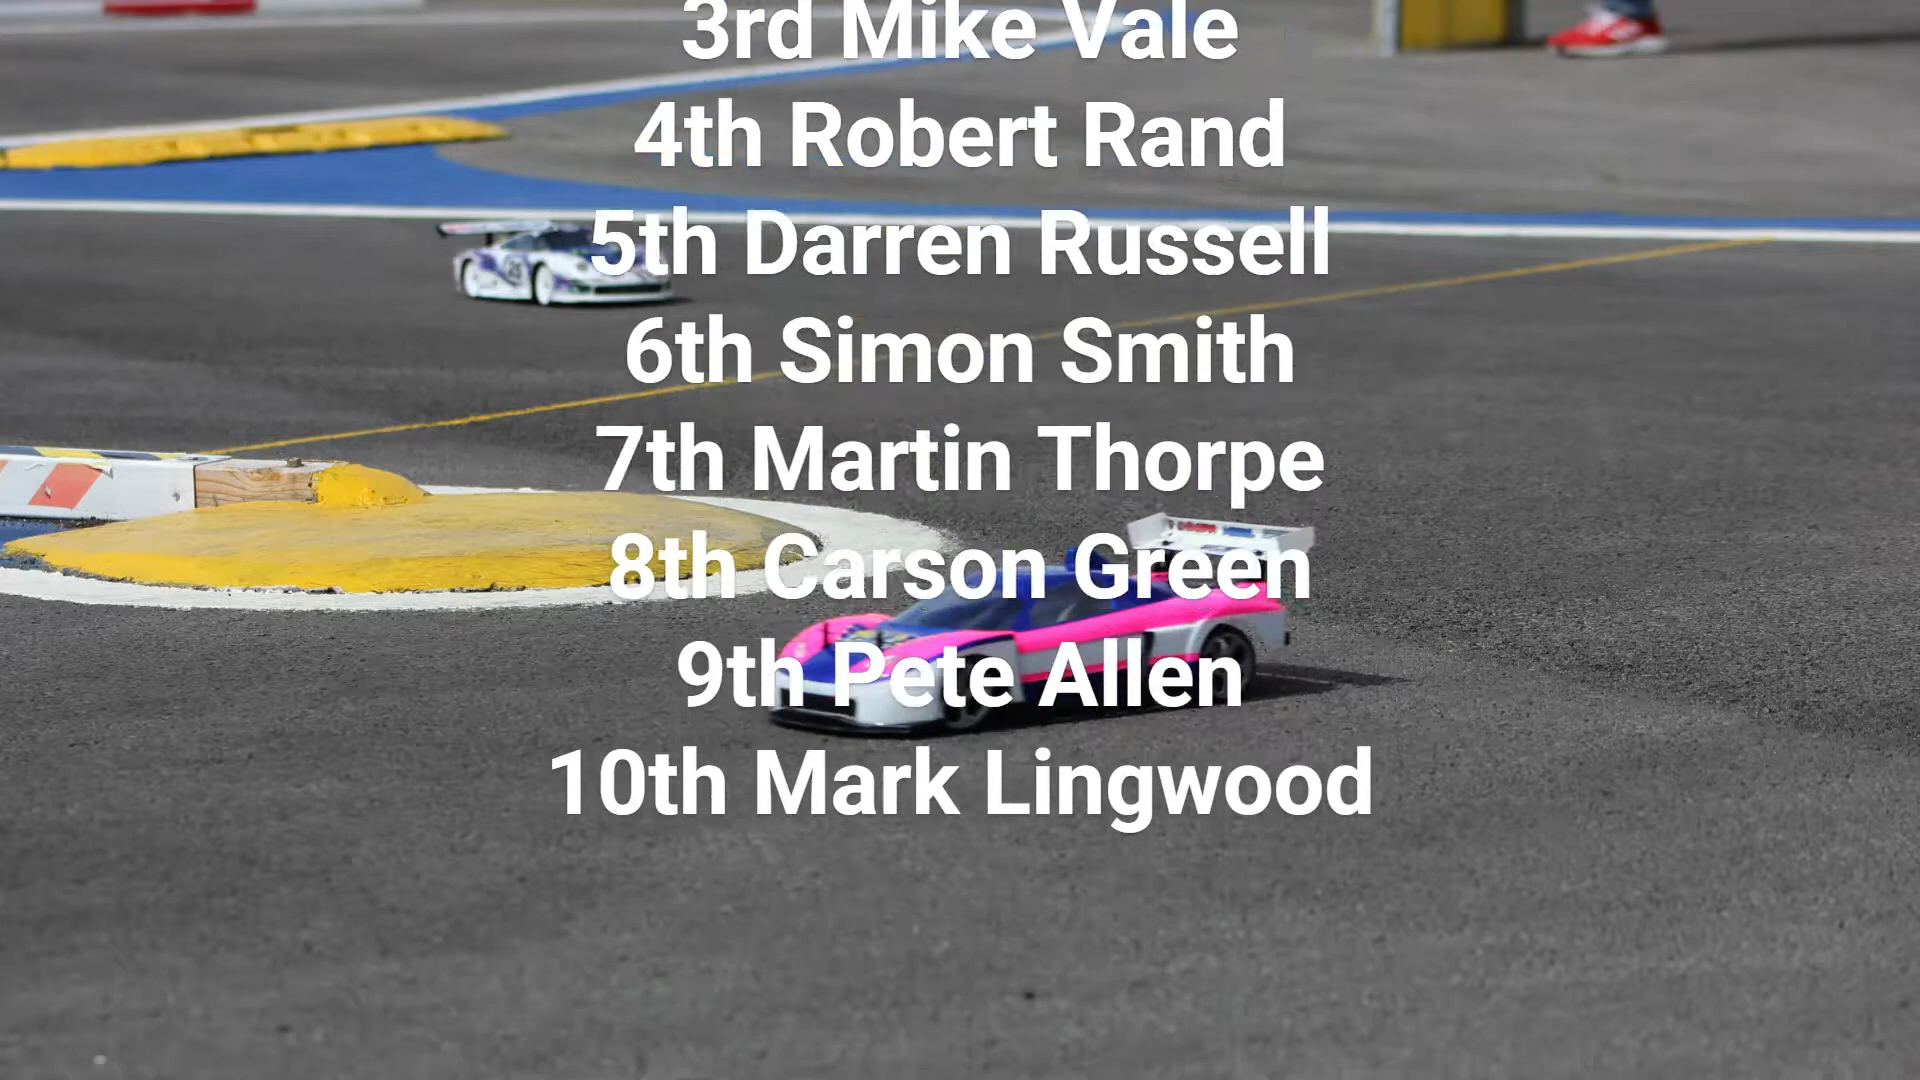 3rd Mike Vale
4th Robert Rand
5th Darren Russell
6th Simon Smith
7th Martin Thorpe
8th Carson Green
9th Pete Allen
10th Mark Lingwood